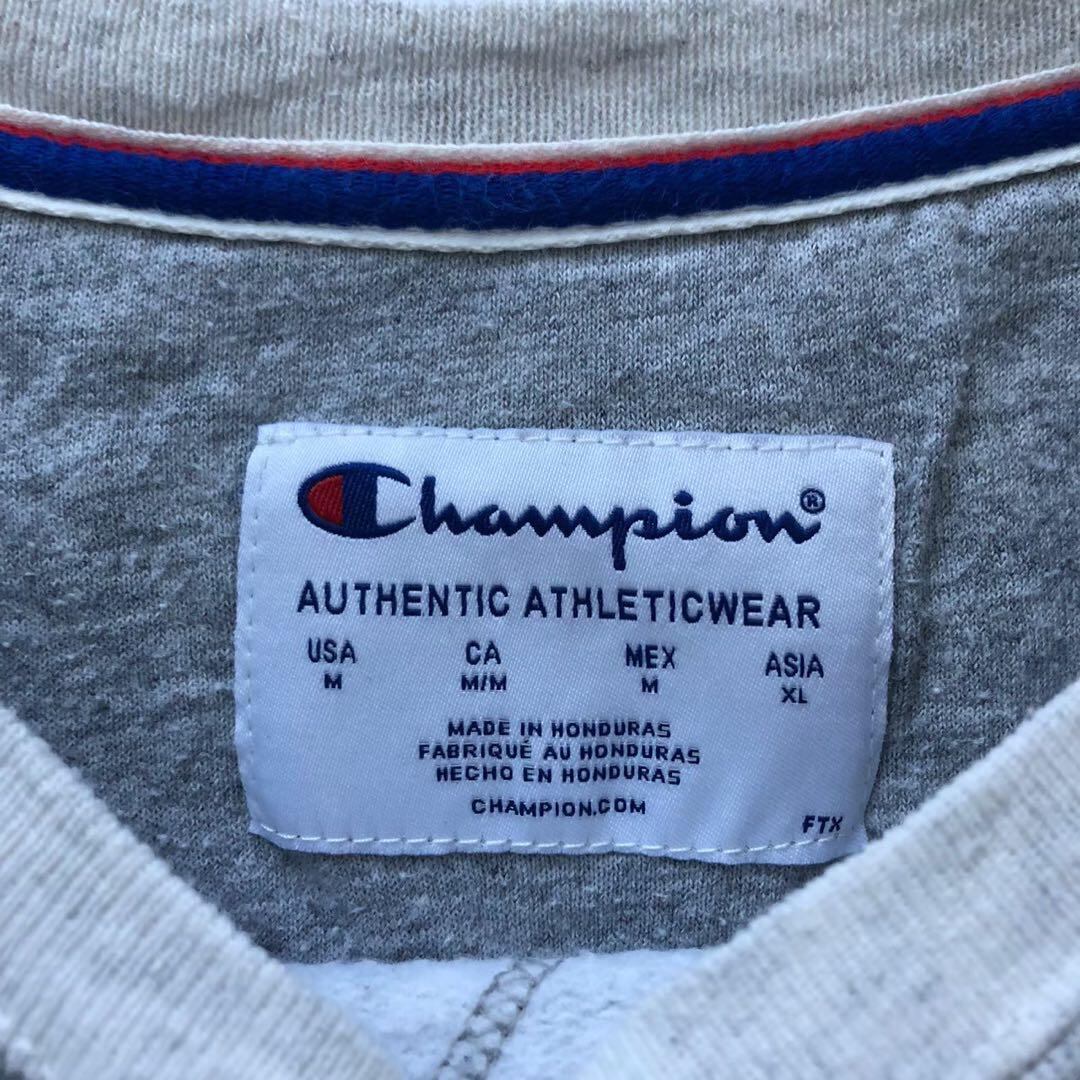 Champion®
AUTHENTIC ATHLETICWEAR
USA CA MEX ASIA
M M/M M XL
MADE IN HONDURAS
FABRIQUÉ AU HONDURAS
HECHO EN HONDURAS
CHAMPION.COM
FTX